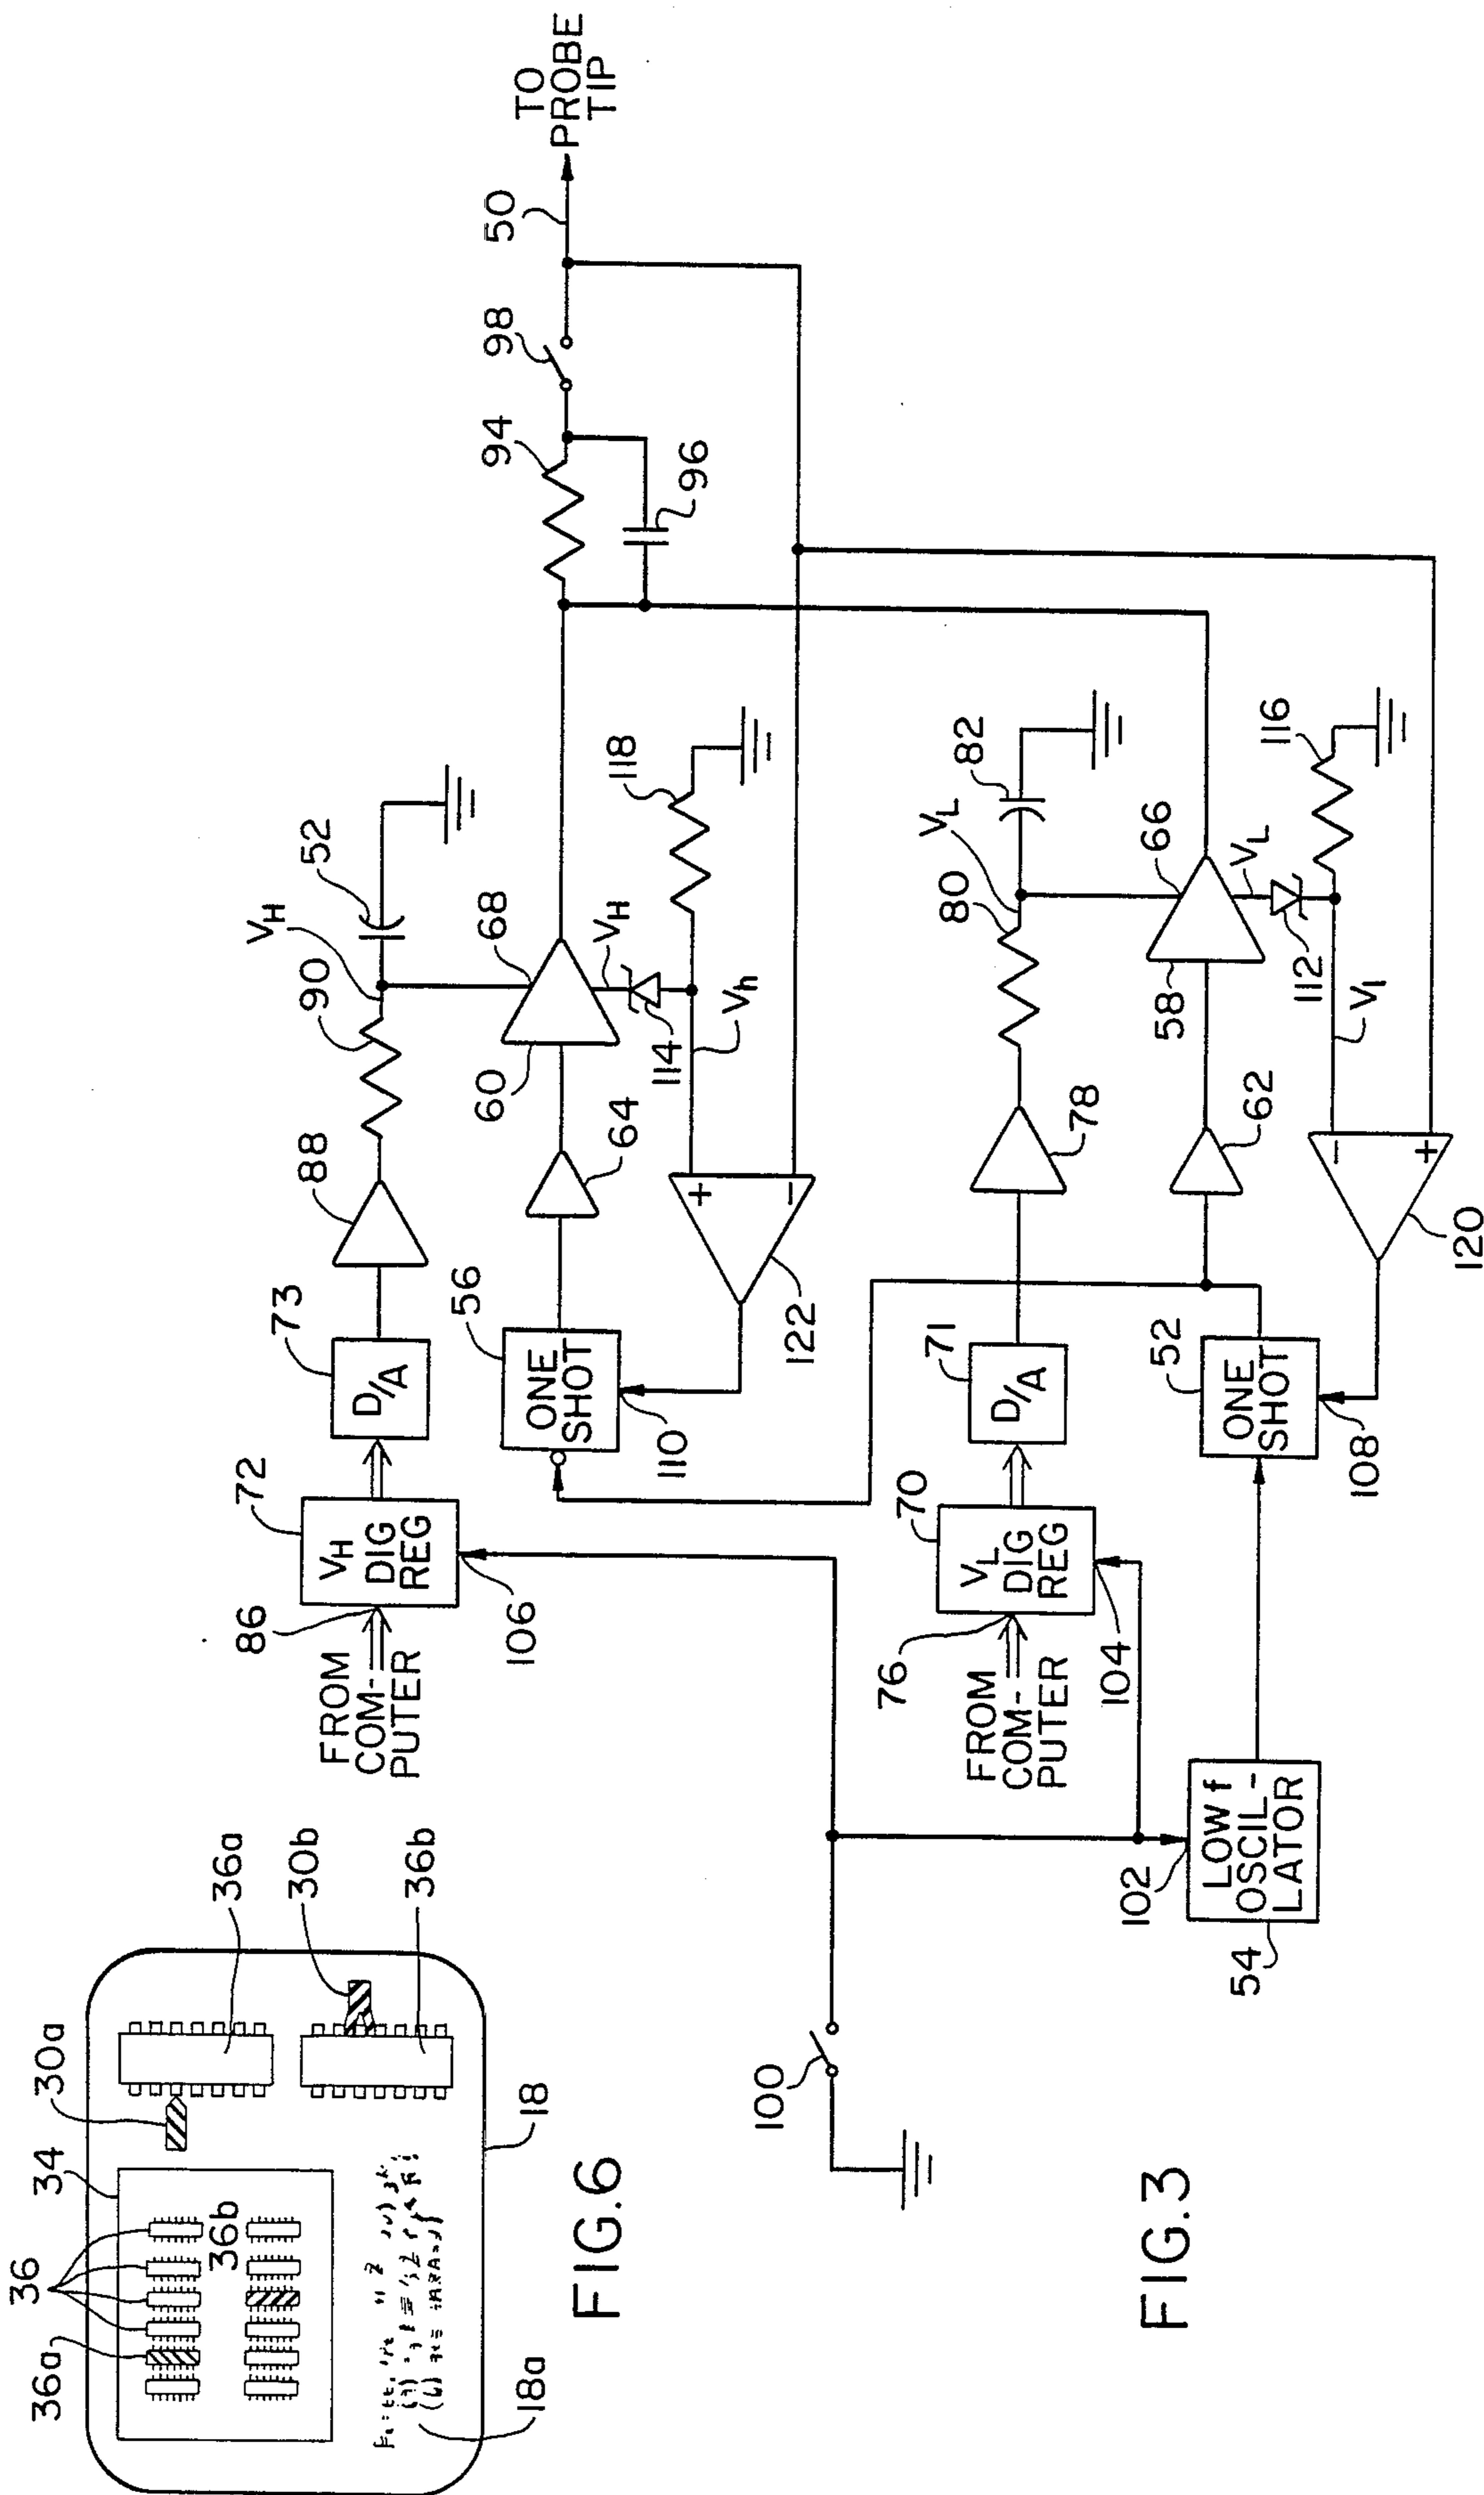 TO
PROBE
TIP
50
98
94
96
VH
52
90
88
73
D/A
72
VH
DIG
REG
86
FROM
COM-
PUTER
106
68
60
VH
118
114
Vh
64
56
ONE
SHOT
110
+
−
122
82
VL
80
78
71
D/A
70
VL
DIG
REG
76
FROM
COM-
PUTER
104
66
58
VL
116
112
Vl
62
52
ONE
SHOT
108
−
+
120
100
102
LOW f
OSCIL-
LATOR
54
FIG.3
36
36a
34
30a
36a
30b
36b
36b
18
18a
FIG.6